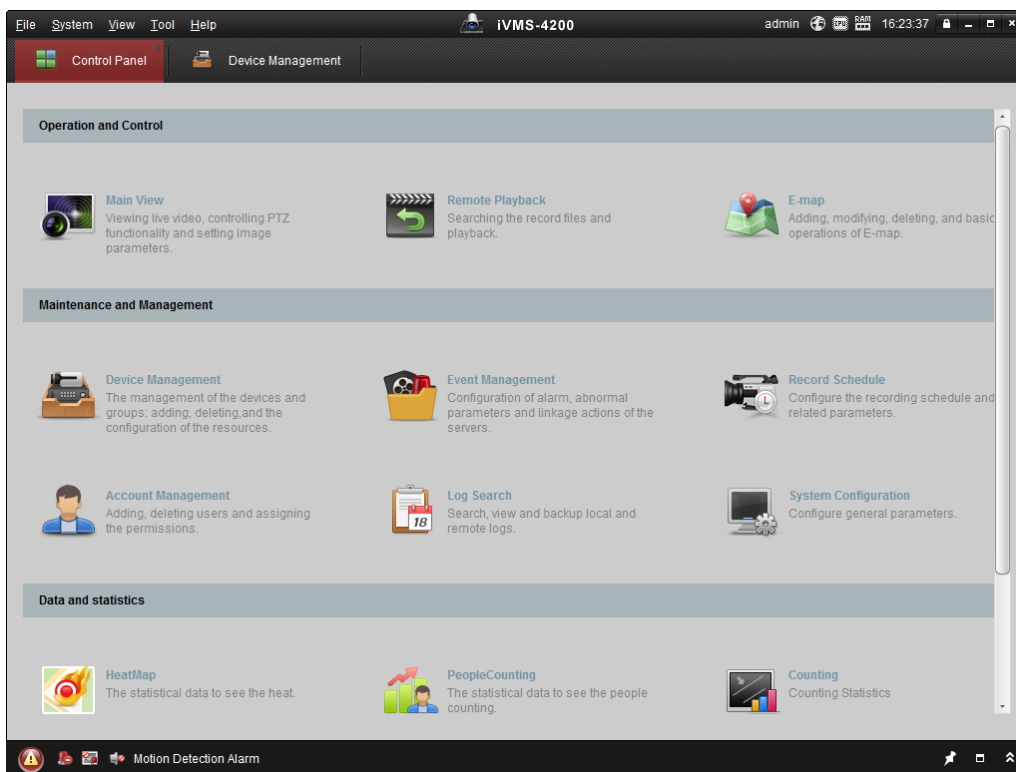 File System View Tool Help iVMS-4200 admin CPU RAM 16:23:37
Control Panel Device Management
Operation and Control
Main View
Viewing live video, controlling PTZ
functionality and setting image
parameters.
Remote Playback
Searching the record files and
playback.
E-map
Adding, modifying, deleting, and basic
operations of E-map.
Maintenance and Management
Device Management
The management of the devices and
groups: adding, deleting,and the
configuration of the resources.
Event Management
Configuration of alarm, abnormal
parameters and linkage actions of the
servers.
Record Schedule
Configure the recording schedule and
related parameters.
Account Management
Adding, deleting users and assigning
the permissions.
18
Log Search
Search, view and backup local and
remote logs.
System Configuration
Configure general parameters.
Data and statistics
HeatMap
The statistical data to see the heat.
PeopleCounting
The statistical data to see the people
counting.
Counting
Counting Statistics
Motion Detection Alarm